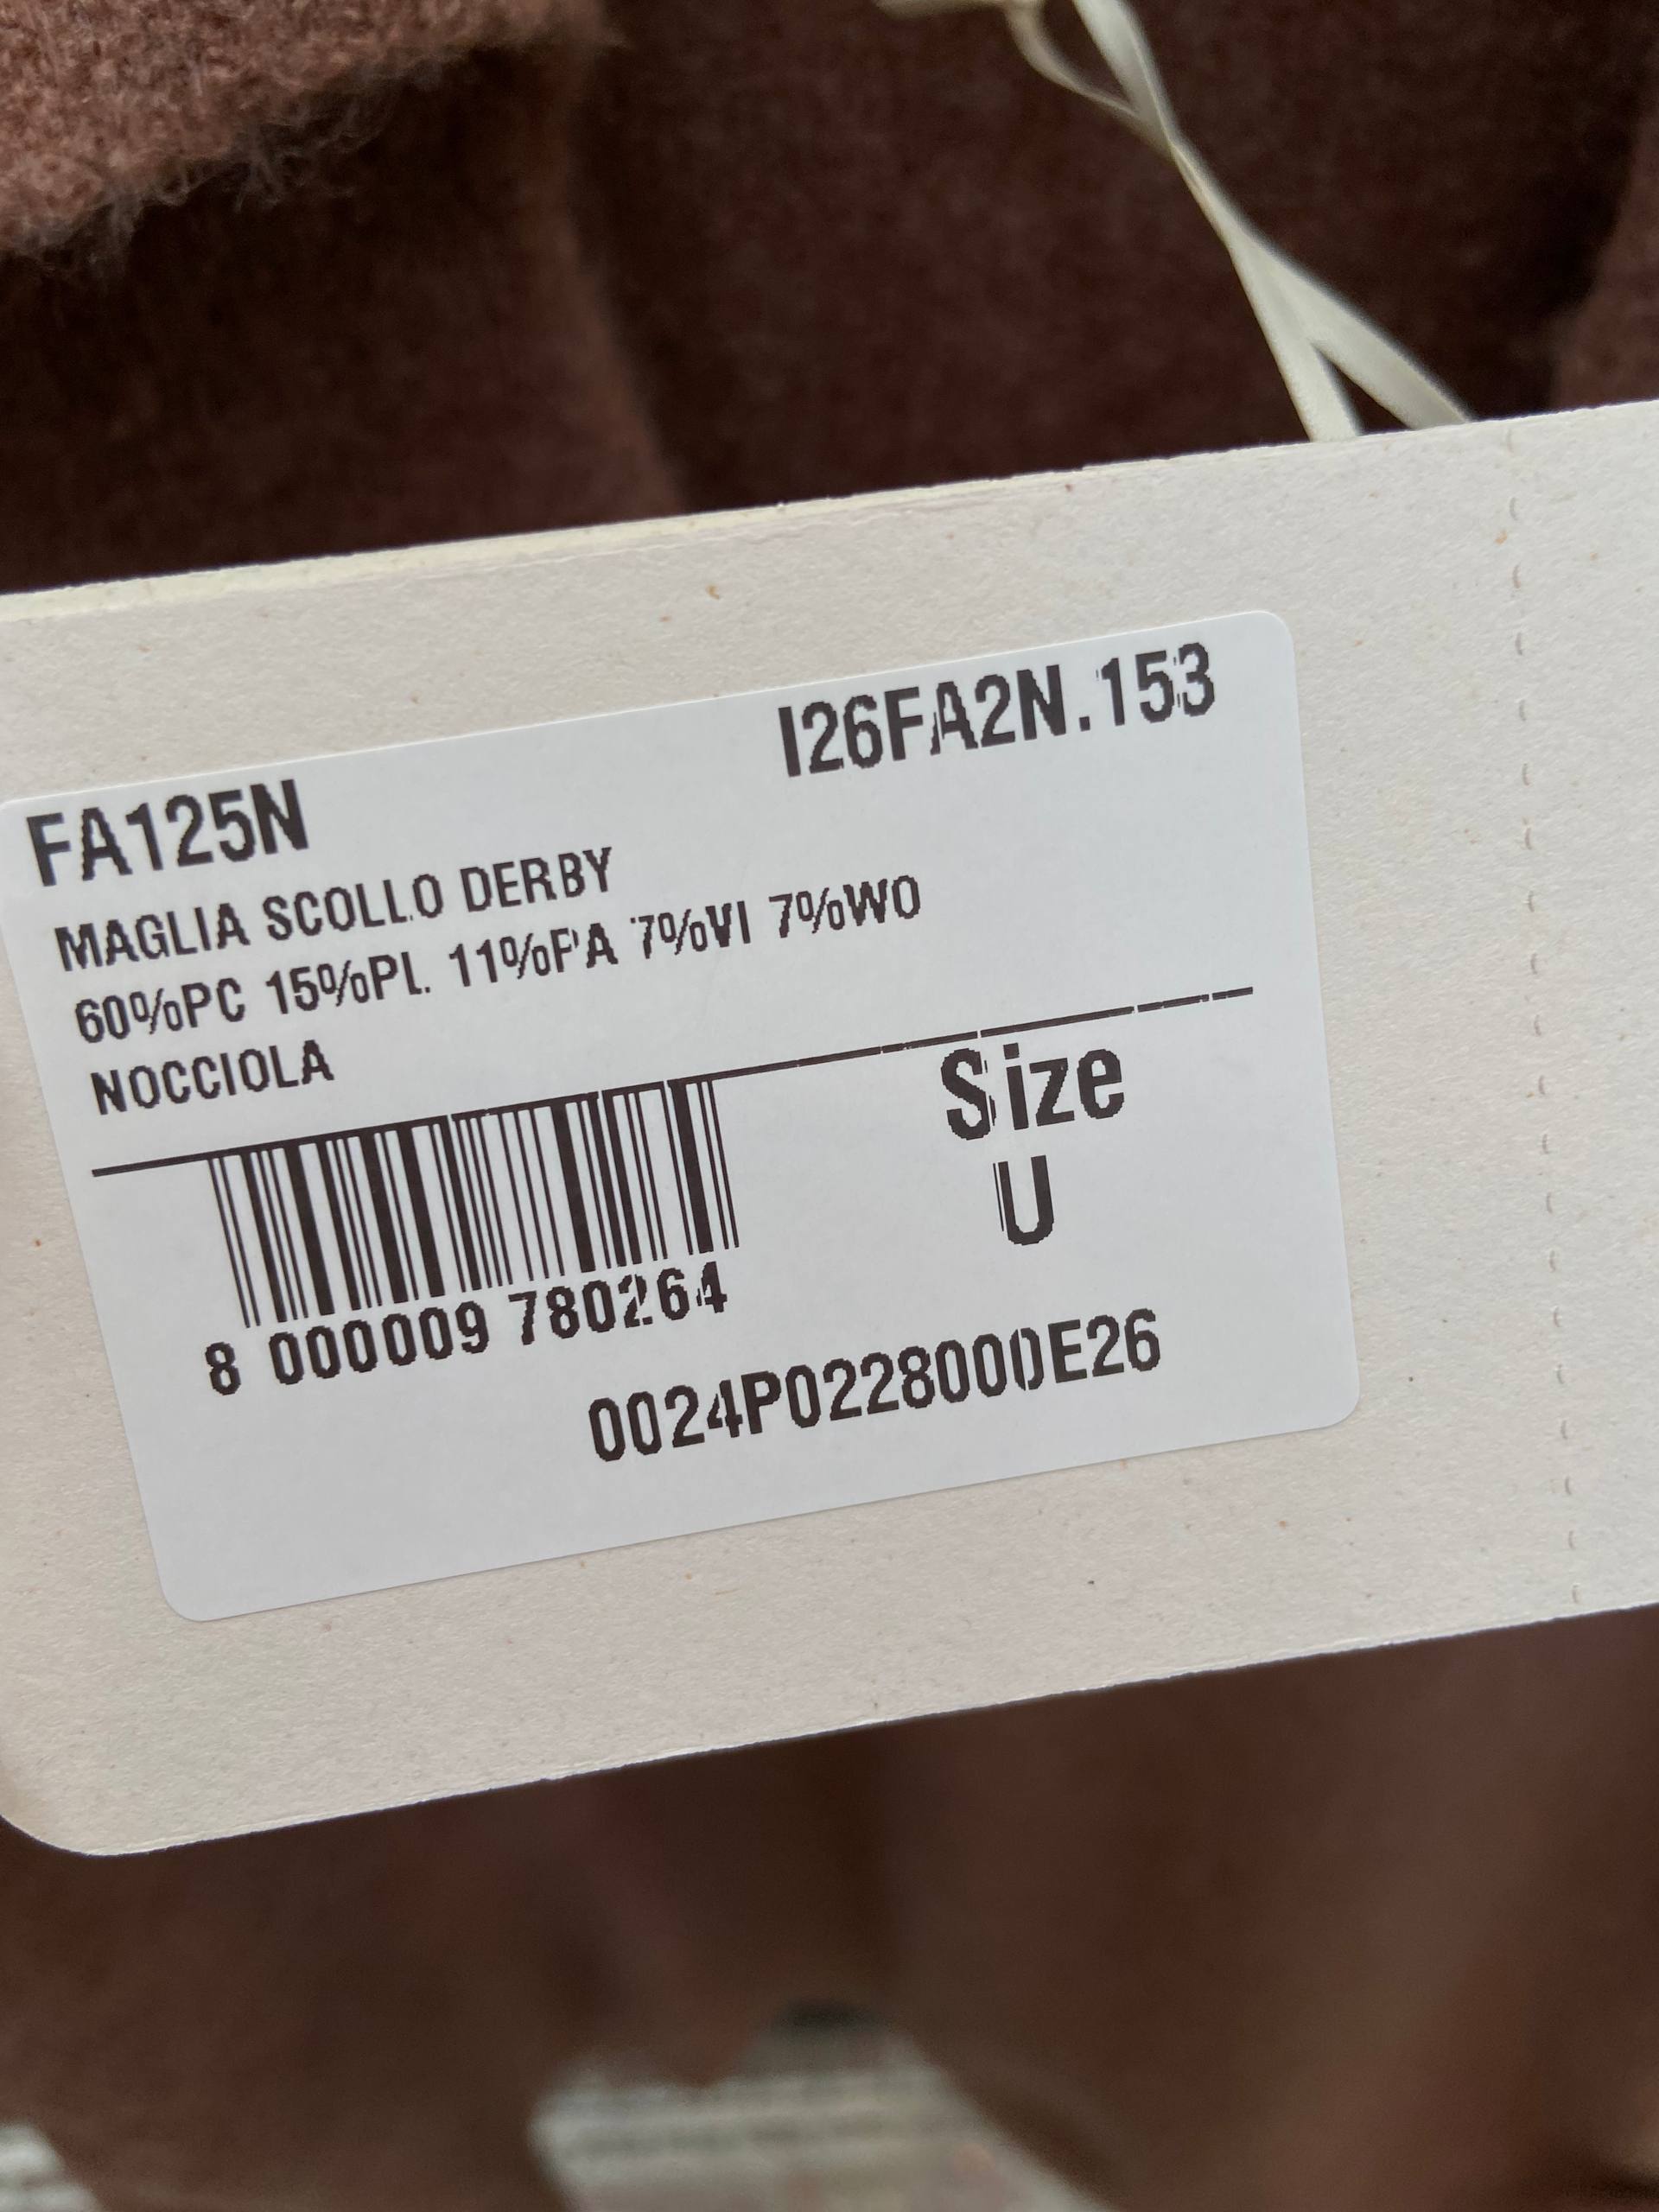 I26FA2N.153
FA125N
MAGLIA SCOLLO DERBY
60%PC 15%PL 11%PA 7%VI 7%WO
NOCCIOLA
Size
U
8 000009 780264
0024P0228000E26